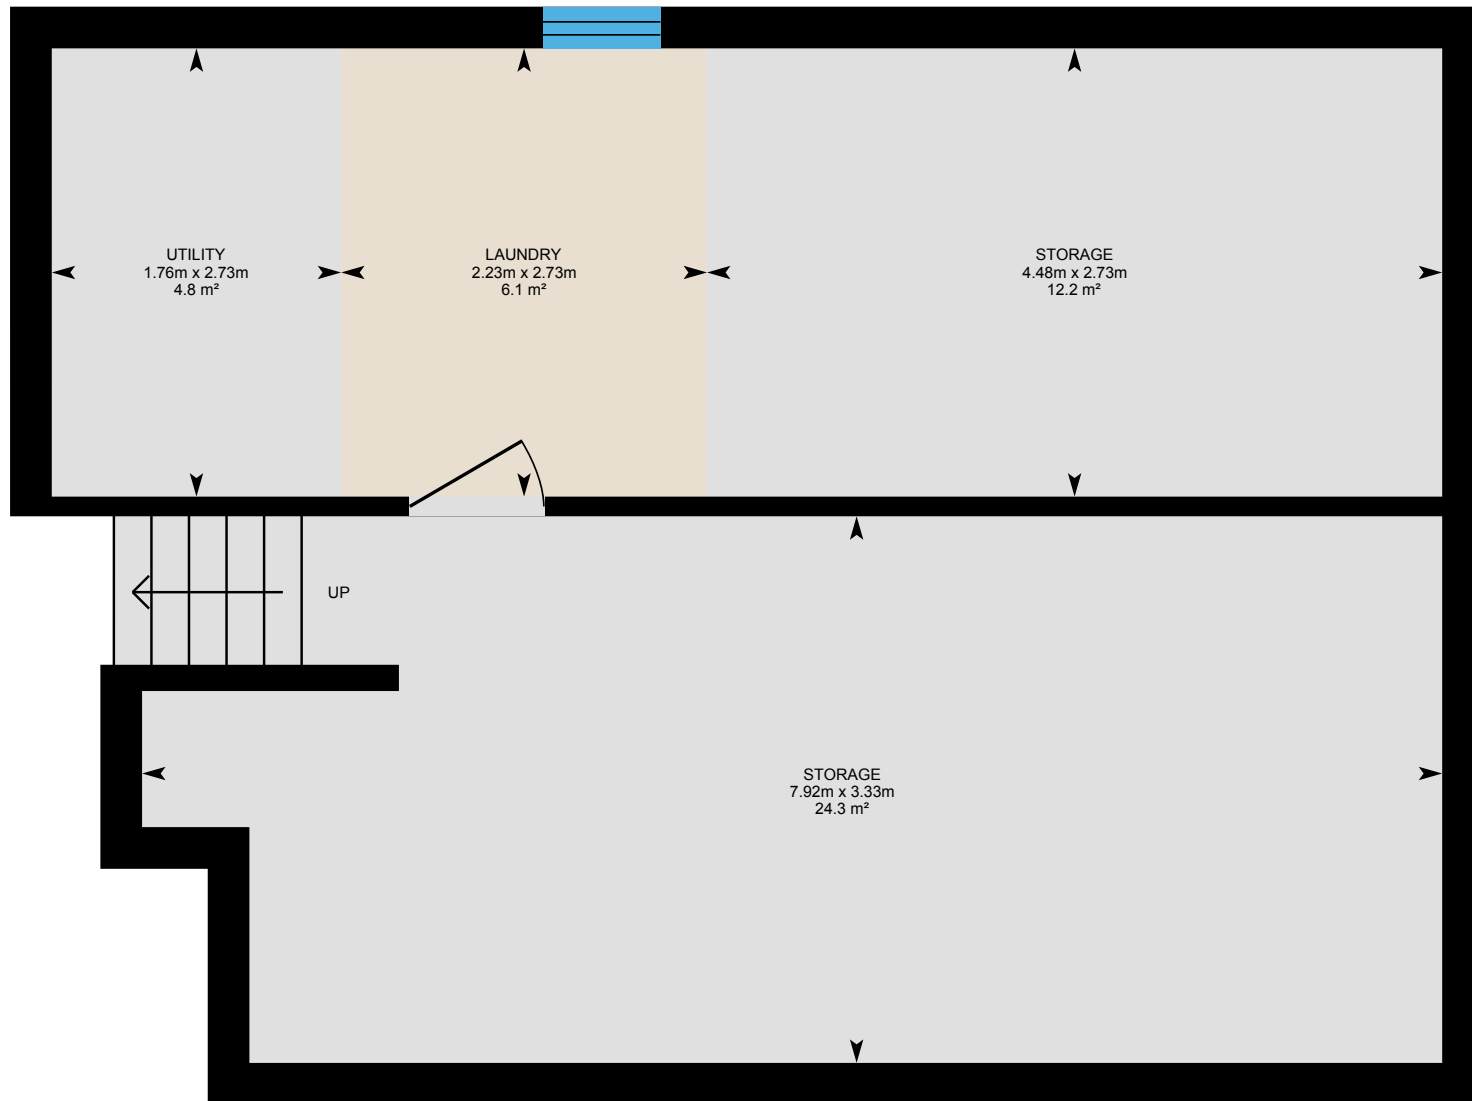 UTILITY
1.76m x 2.73m
4.8 m²
LAUNDRY
2.23m x 2.73m
6.1 m²
STORAGE
4.48m x 2.73m
12.2 m²
UP
STORAGE
7.92m x 3.33m
24.3 m²